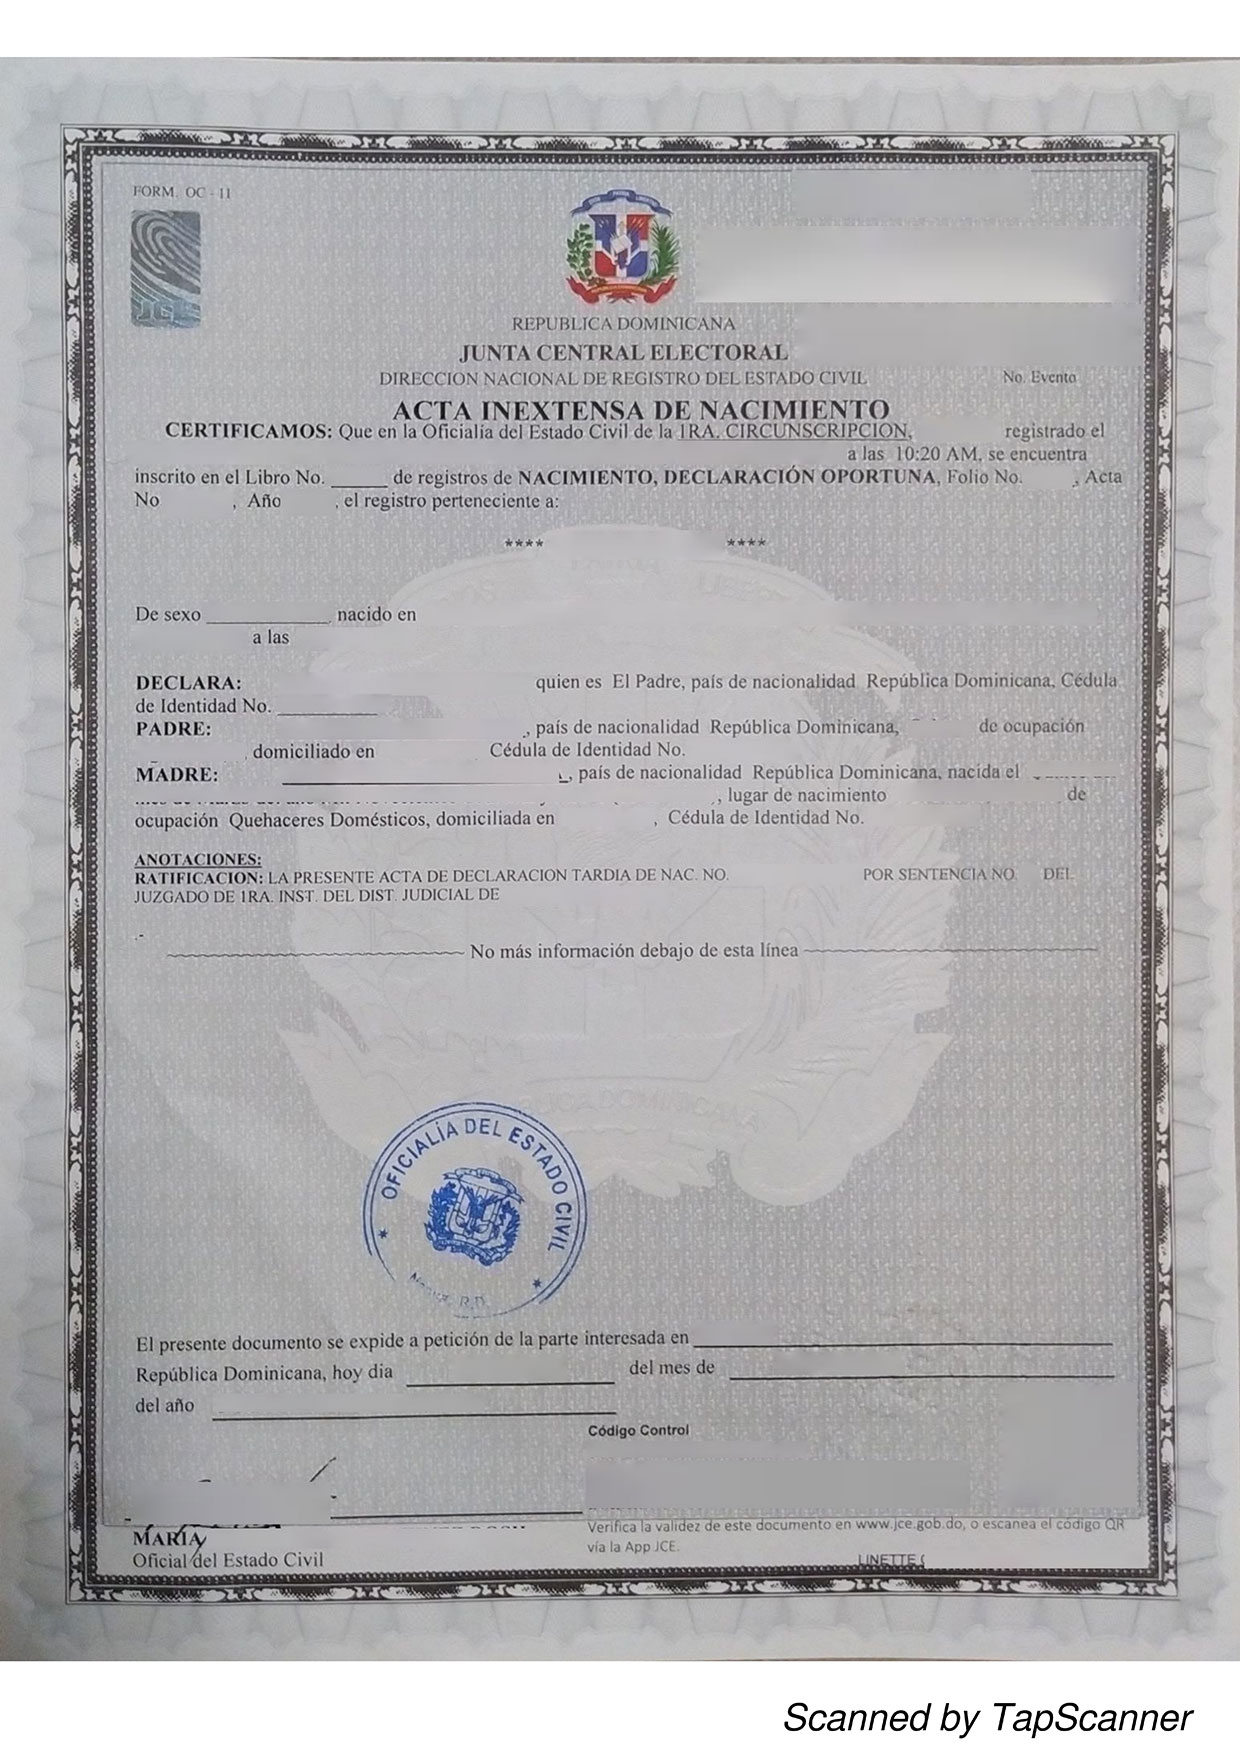 FORM. OC - 11
JCE
REPUBLICA DOMINICANA
JUNTA CENTRAL ELECTORAL
DIRECCION NACIONAL DE REGISTRO DEL ESTADO CIVIL
No. Evento
ACTA INEXTENSA DE NACIMIENTO
CERTIFICAMOS: Que en la Oficialía del Estado Civil de la 1RA. CIRCUNSCRIPCION, registrado el
a las 10:20 AM, se encuentra
inscrito en el Libro No. ______ de registros de NACIMIENTO, DECLARACIÓN OPORTUNA, Folio No. , Acta
No , Año , el registro perteneciente a:
**** ****
De sexo ____________ nacido en
a las
DECLARA: quien es El Padre, país de nacionalidad República Dominicana, Cédula
de Identidad No. __________
PADRE: , país de nacionalidad República Dominicana, de ocupación
, domiciliado en Cédula de Identidad No.
MADRE: , país de nacionalidad República Dominicana, nacida el
, lugar de nacimiento de
ocupación Quehaceres Domésticos, domiciliada en , Cédula de Identidad No.
ANOTACIONES:
RATIFICACION: LA PRESENTE ACTA DE DECLARACION TARDIA DE NAC. NO. POR SENTENCIA NO. DEL
JUZGADO DE 1RA. INST. DEL DIST. JUDICIAL DE
No más información debajo de esta línea
OFICIALÍA DEL ESTADO CIVIL
R.D.
El presente documento se expide a petición de la parte interesada en
República Dominicana, hoy dia del mes de
del año
Código Control
MARIA
Oficial del Estado Civil
Verifica la validez de este documento en www.jce.gob.do, o escanea el código QR
vía la App JCE.
LINETTE
Scanned by TapScanner